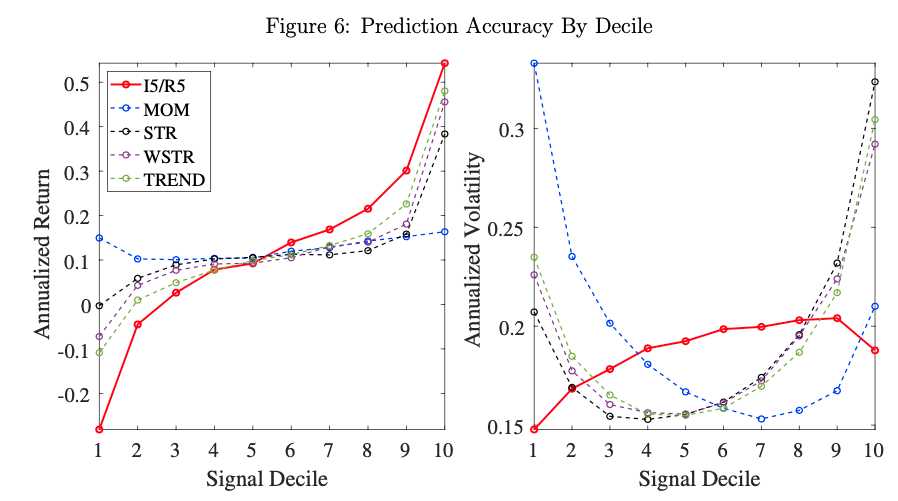 Figure 6: Prediction Accuracy By Decile
Annualized Return
0.5
0.4
0.3
0.2
0.1
0
-0.1
-0.2
I5/R5
MOM
STR
WSTR
TREND
1 2 3 4 5 6 7 8 9 10
Signal Decile
Annualized Volatility
0.3
0.25
0.2
0.15
1 2 3 4 5 6 7 8 9 10
Signal Decile